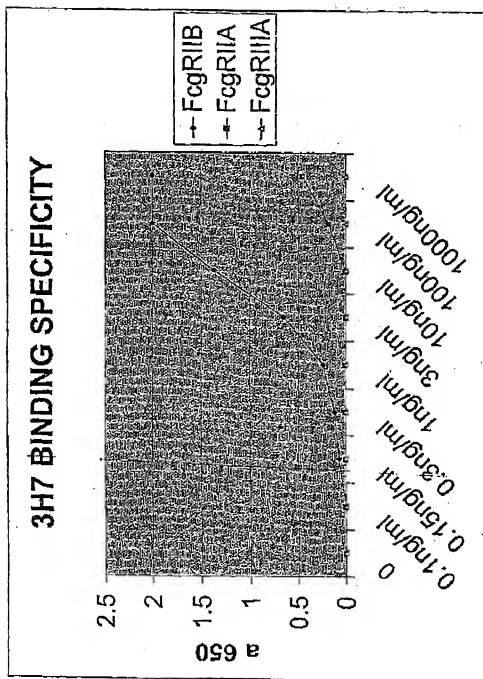 3H7 BINDING SPECIFICITY
a 650
2.5
2
1.5
1
0.5
0
0
0.1ng/ml
0.15ng/ml
0.3ng/ml
1ng/ml
3ng/ml
10ng/ml
100ng/ml
1000ng/ml
FcgRIIB
FcgRIIA
FcgRIIIA